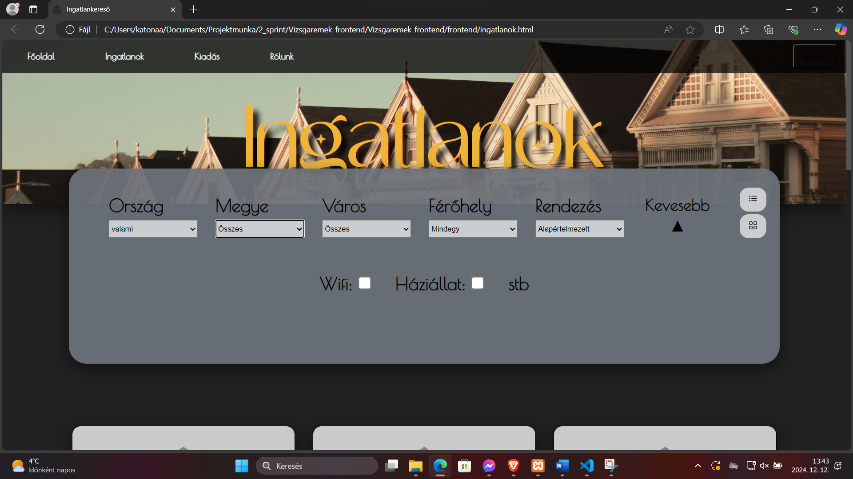 Ingatlankereső
Fájl
C:/Users/katonaa/Documents/Projektmunka/2_sprint/Vizsgaremek frontend/Vizsgaremek frontend/frontend/ingatlanok.html
Főoldal
Ingatlanok
Kiadás
Rólunk
Ingatlanok
Ország
Megye
Város
Férőhely
Rendezés
Kevesebb
valami
Összes
Összes
Mindegy
Alapértelmezett
Wifi:
Háziállat:
stb
4°C
Időnként napos
Keresés
13:43
2024. 12. 12.